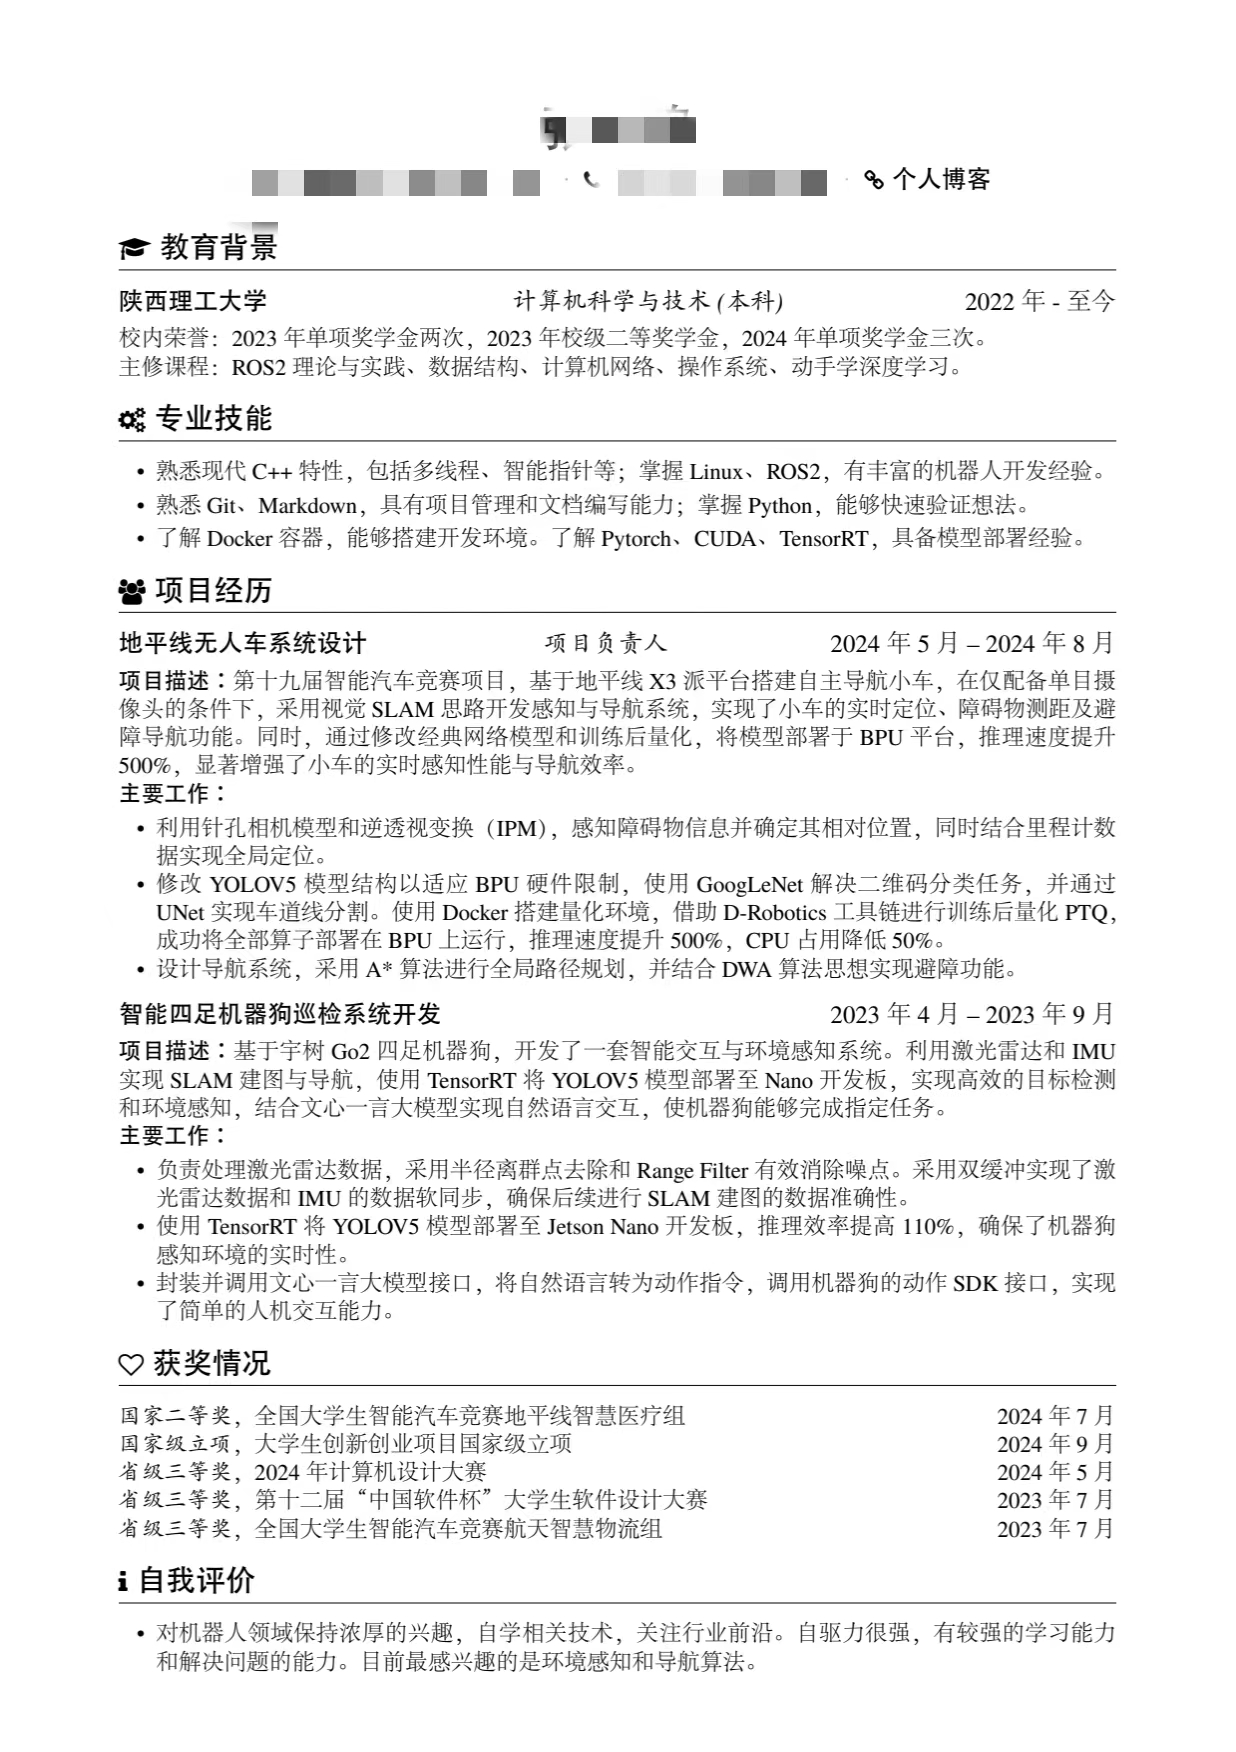 个人博客
教育背景
陕西理工大学 计算机科学与技术 (本科) 2022 年 - 至今
校内荣誉：2023 年单项奖学金两次，2023 年校级二等奖学金，2024 年单项奖学金三次。
主修课程：ROS2 理论与实践、数据结构、计算机网络、操作系统、动手学深度学习。
专业技能
• 熟悉现代 C++ 特性，包括多线程、智能指针等；掌握 Linux、ROS2，有丰富的机器人开发经验。
• 熟悉 Git、Markdown，具有项目管理和文档编写能力；掌握 Python，能够快速验证想法。
• 了解 Docker 容器，能够搭建开发环境。了解 Pytorch、CUDA、TensorRT，具备模型部署经验。
项目经历
地平线无人车系统设计 项目负责人 2024 年 5 月 – 2024 年 8 月
项目描述：第十九届智能汽车竞赛项目，基于地平线 X3 派平台搭建自主导航小车，在仅配备单目摄
像头的条件下，采用视觉 SLAM 思路开发感知与导航系统，实现了小车的实时定位、障碍物测距及避
障导航功能。同时，通过修改经典网络模型和训练后量化，将模型部署于 BPU 平台，推理速度提升
500%，显著增强了小车的实时感知性能与导航效率。
主要工作：
• 利用针孔相机模型和逆透视变换（IPM），感知障碍物信息并确定其相对位置，同时结合里程计数
据实现全局定位。
• 修改 YOLOV5 模型结构以适应 BPU 硬件限制，使用 GoogLeNet 解决二维码分类任务，并通过
UNet 实现车道线分割。使用 Docker 搭建量化环境，借助 D-Robotics 工具链进行训练后量化 PTQ，
成功将全部算子部署在 BPU 上运行，推理速度提升 500%，CPU 占用降低 50%。
• 设计导航系统，采用 A* 算法进行全局路径规划，并结合 DWA 算法思想实现避障功能。
智能四足机器狗巡检系统开发 2023 年 4 月 – 2023 年 9 月
项目描述：基于宇树 Go2 四足机器狗，开发了一套智能交互与环境感知系统。利用激光雷达和 IMU
实现 SLAM 建图与导航，使用 TensorRT 将 YOLOV5 模型部署至 Nano 开发板，实现高效的目标检测
和环境感知，结合文心一言大模型实现自然语言交互，使机器狗能够完成指定任务。
主要工作：
• 负责处理激光雷达数据，采用半径离群点去除和 Range Filter 有效消除噪点。采用双缓冲实现了激
光雷达数据和 IMU 的数据软同步，确保后续进行 SLAM 建图的数据准确性。
• 使用 TensorRT 将 YOLOV5 模型部署至 Jetson Nano 开发板，推理效率提高 110%，确保了机器狗
感知环境的实时性。
• 封装并调用文心一言大模型接口，将自然语言转为动作指令，调用机器狗的动作 SDK 接口，实现
了简单的人机交互能力。
获奖情况
国家二等奖，全国大学生智能汽车竞赛地平线智慧医疗组 2024 年 7 月
国家级立项，大学生创新创业项目国家级立项 2024 年 9 月
省级三等奖，2024 年计算机设计大赛 2024 年 5 月
省级三等奖，第十二届“中国软件杯”大学生软件设计大赛 2023 年 7 月
省级三等奖，全国大学生智能汽车竞赛航天智慧物流组 2023 年 7 月
自我评价
• 对机器人领域保持浓厚的兴趣，自学相关技术，关注行业前沿。自驱力很强，有较强的学习能力
和解决问题的能力。目前最感兴趣的是环境感知和导航算法。